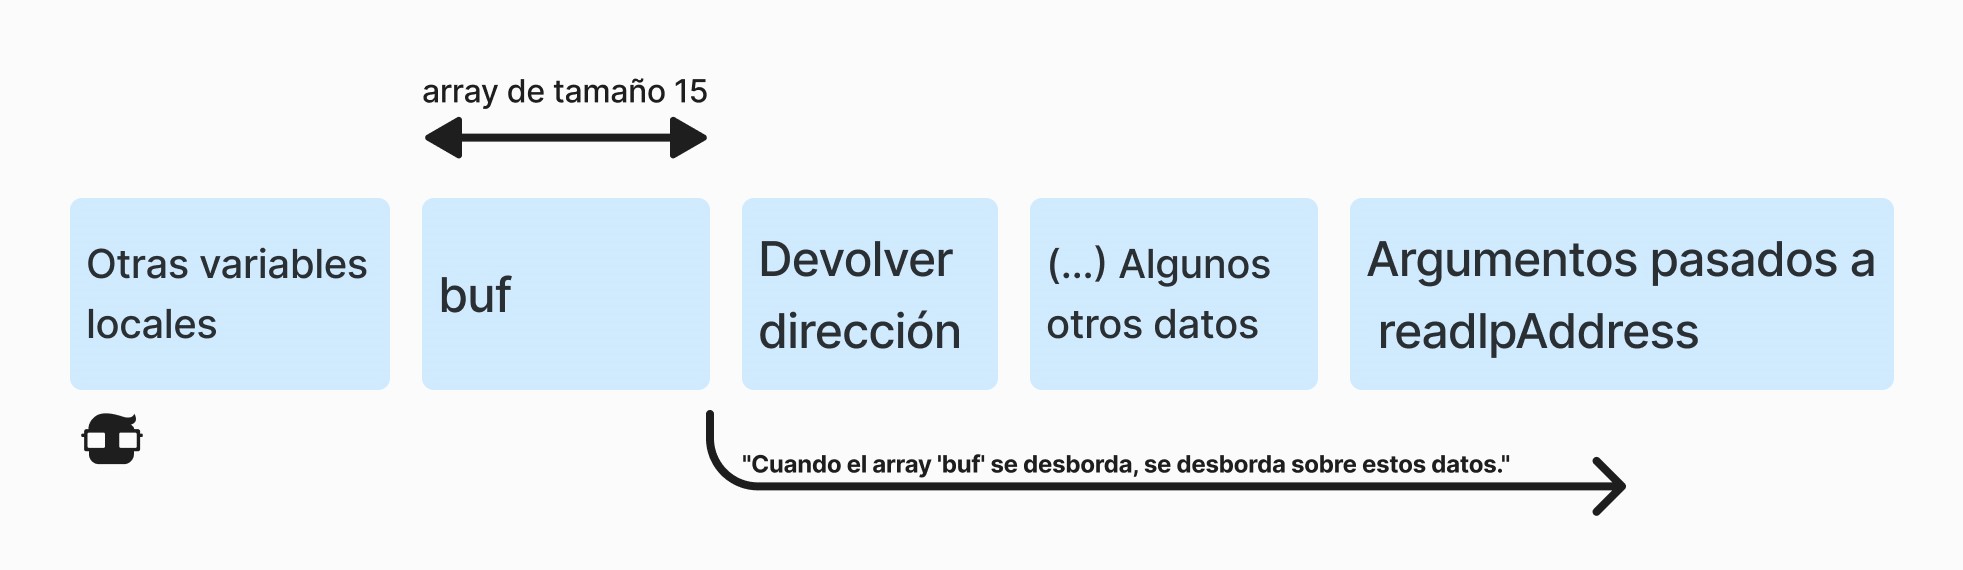 array de tamaño 15
Otras variables
locales
buf
Devolver
dirección
(...) Algunos
otros datos
Argumentos pasados a
readIpAddress
"Cuando el array 'buf' se desborda, se desborda sobre estos datos."